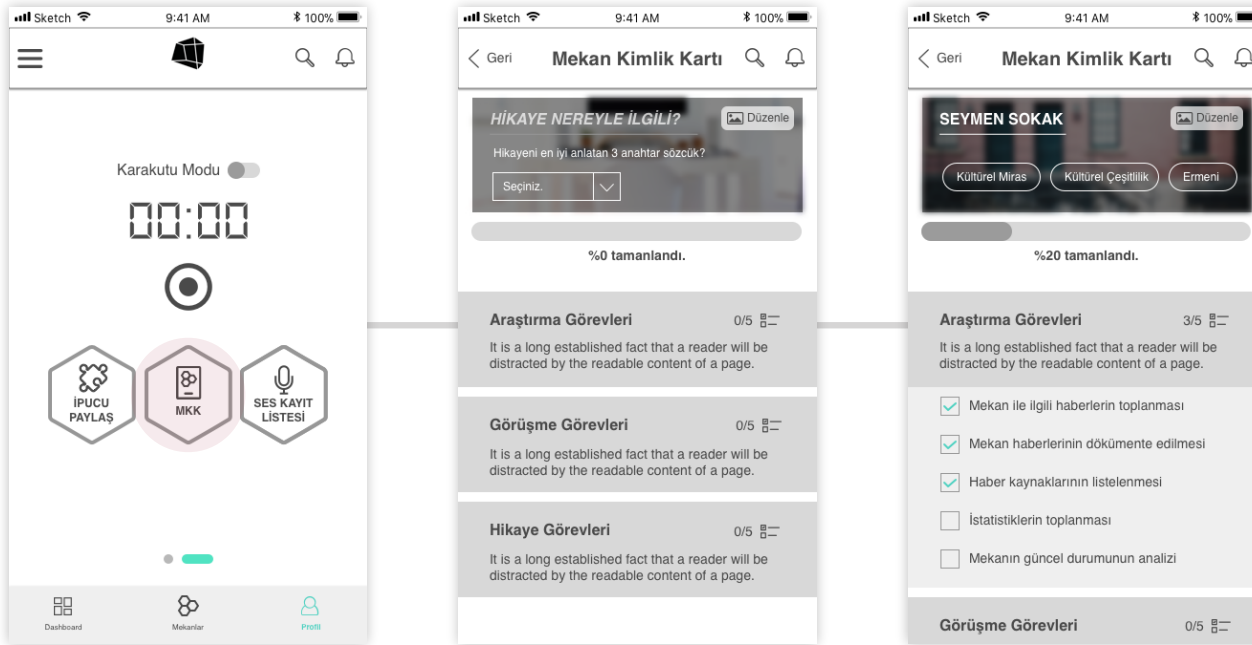 Sketch
9:41 AM
100%
Karakutu Modu
00:00
İPUCU
PAYLAŞ
MKK
SES KAYIT
LİSTESİ
Dashboard
Mekanlar
Profil
Sketch
9:41 AM
100%
Geri
Mekan Kimlik Kartı
HİKAYE NEREYLE İLGİLİ?
Düzenle
Hikayeni en iyi anlatan 3 anahtar sözcük?
Seçiniz.
%0 tamanlandı.
Araştırma Görevleri
0/5
It is a long established fact that a reader will be
distracted by the readable content of a page.
Görüşme Görevleri
0/5
It is a long established fact that a reader will be
distracted by the readable content of a page.
Hikaye Görevleri
0/5
It is a long established fact that a reader will be
distracted by the readable content of a page.
Sketch
9:41 AM
100%
Geri
Mekan Kimlik Kartı
SEYMEN SOKAK
Düzenle
Kültürel Miras
Kültürel Çeşitlilik
Ermeni
%20 tamanlandı.
Araştırma Görevleri
3/5
It is a long established fact that a reader will be
distracted by the readable content of a page.
Mekan ile ilgili haberlerin toplanması
Mekan haberlerinin dökümente edilmesi
Haber kaynaklarının listelenmesi
İstatistiklerin toplanması
Mekanın güncel durumunun analizi
Görüşme Görevleri
0/5